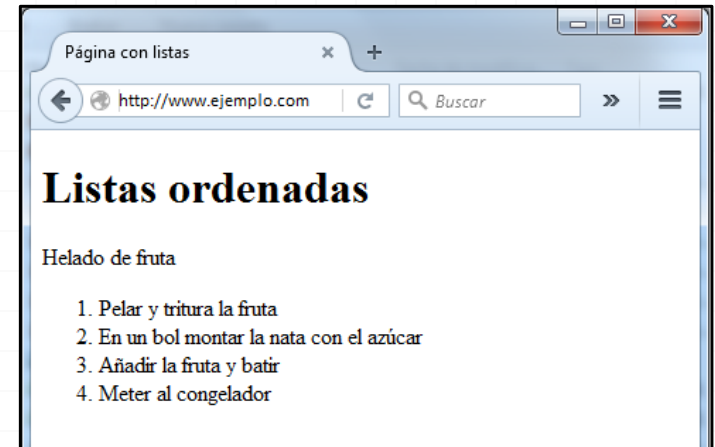 Página con listas
http://www.ejemplo.com
Buscar
Listas ordenadas
Helado de fruta
1. Pelar y tritura la fruta
2. En un bol montar la nata con el azúcar
3. Añadir la fruta y batir
4. Meter al congelador